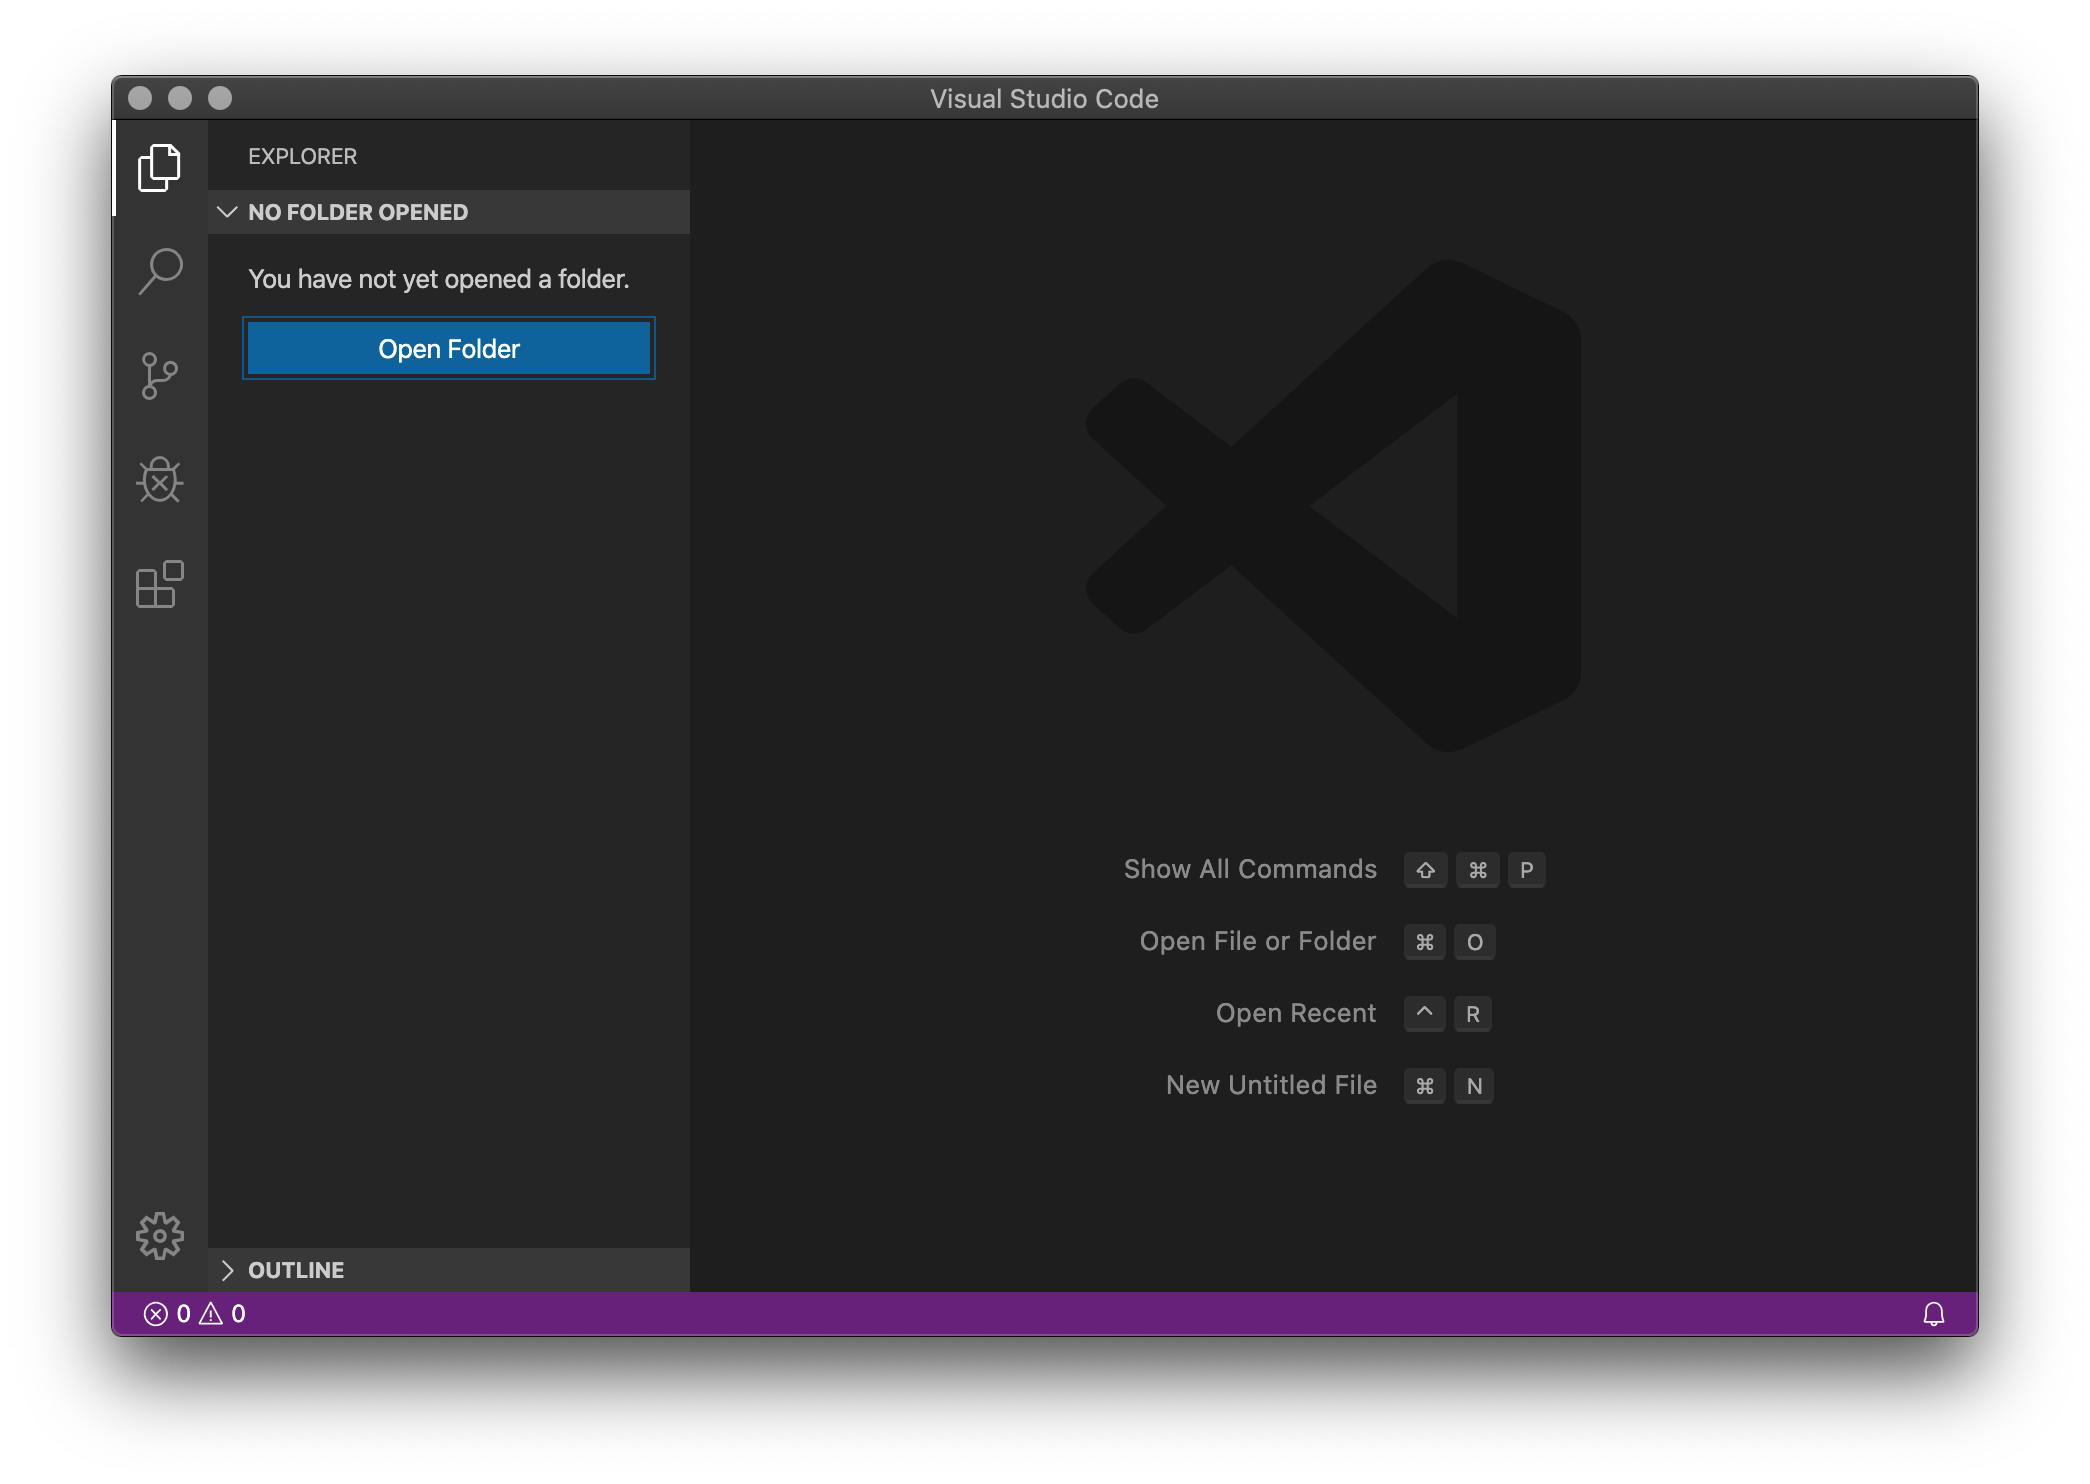 Visual Studio Code
EXPLORER
NO FOLDER OPENED
You have not yet opened a folder.
Open Folder
Show All Commands ⇧ ⌘ P
Open File or Folder ⌘ O
Open Recent ^ R
New Untitled File ⌘ N
OUTLINE
0 0